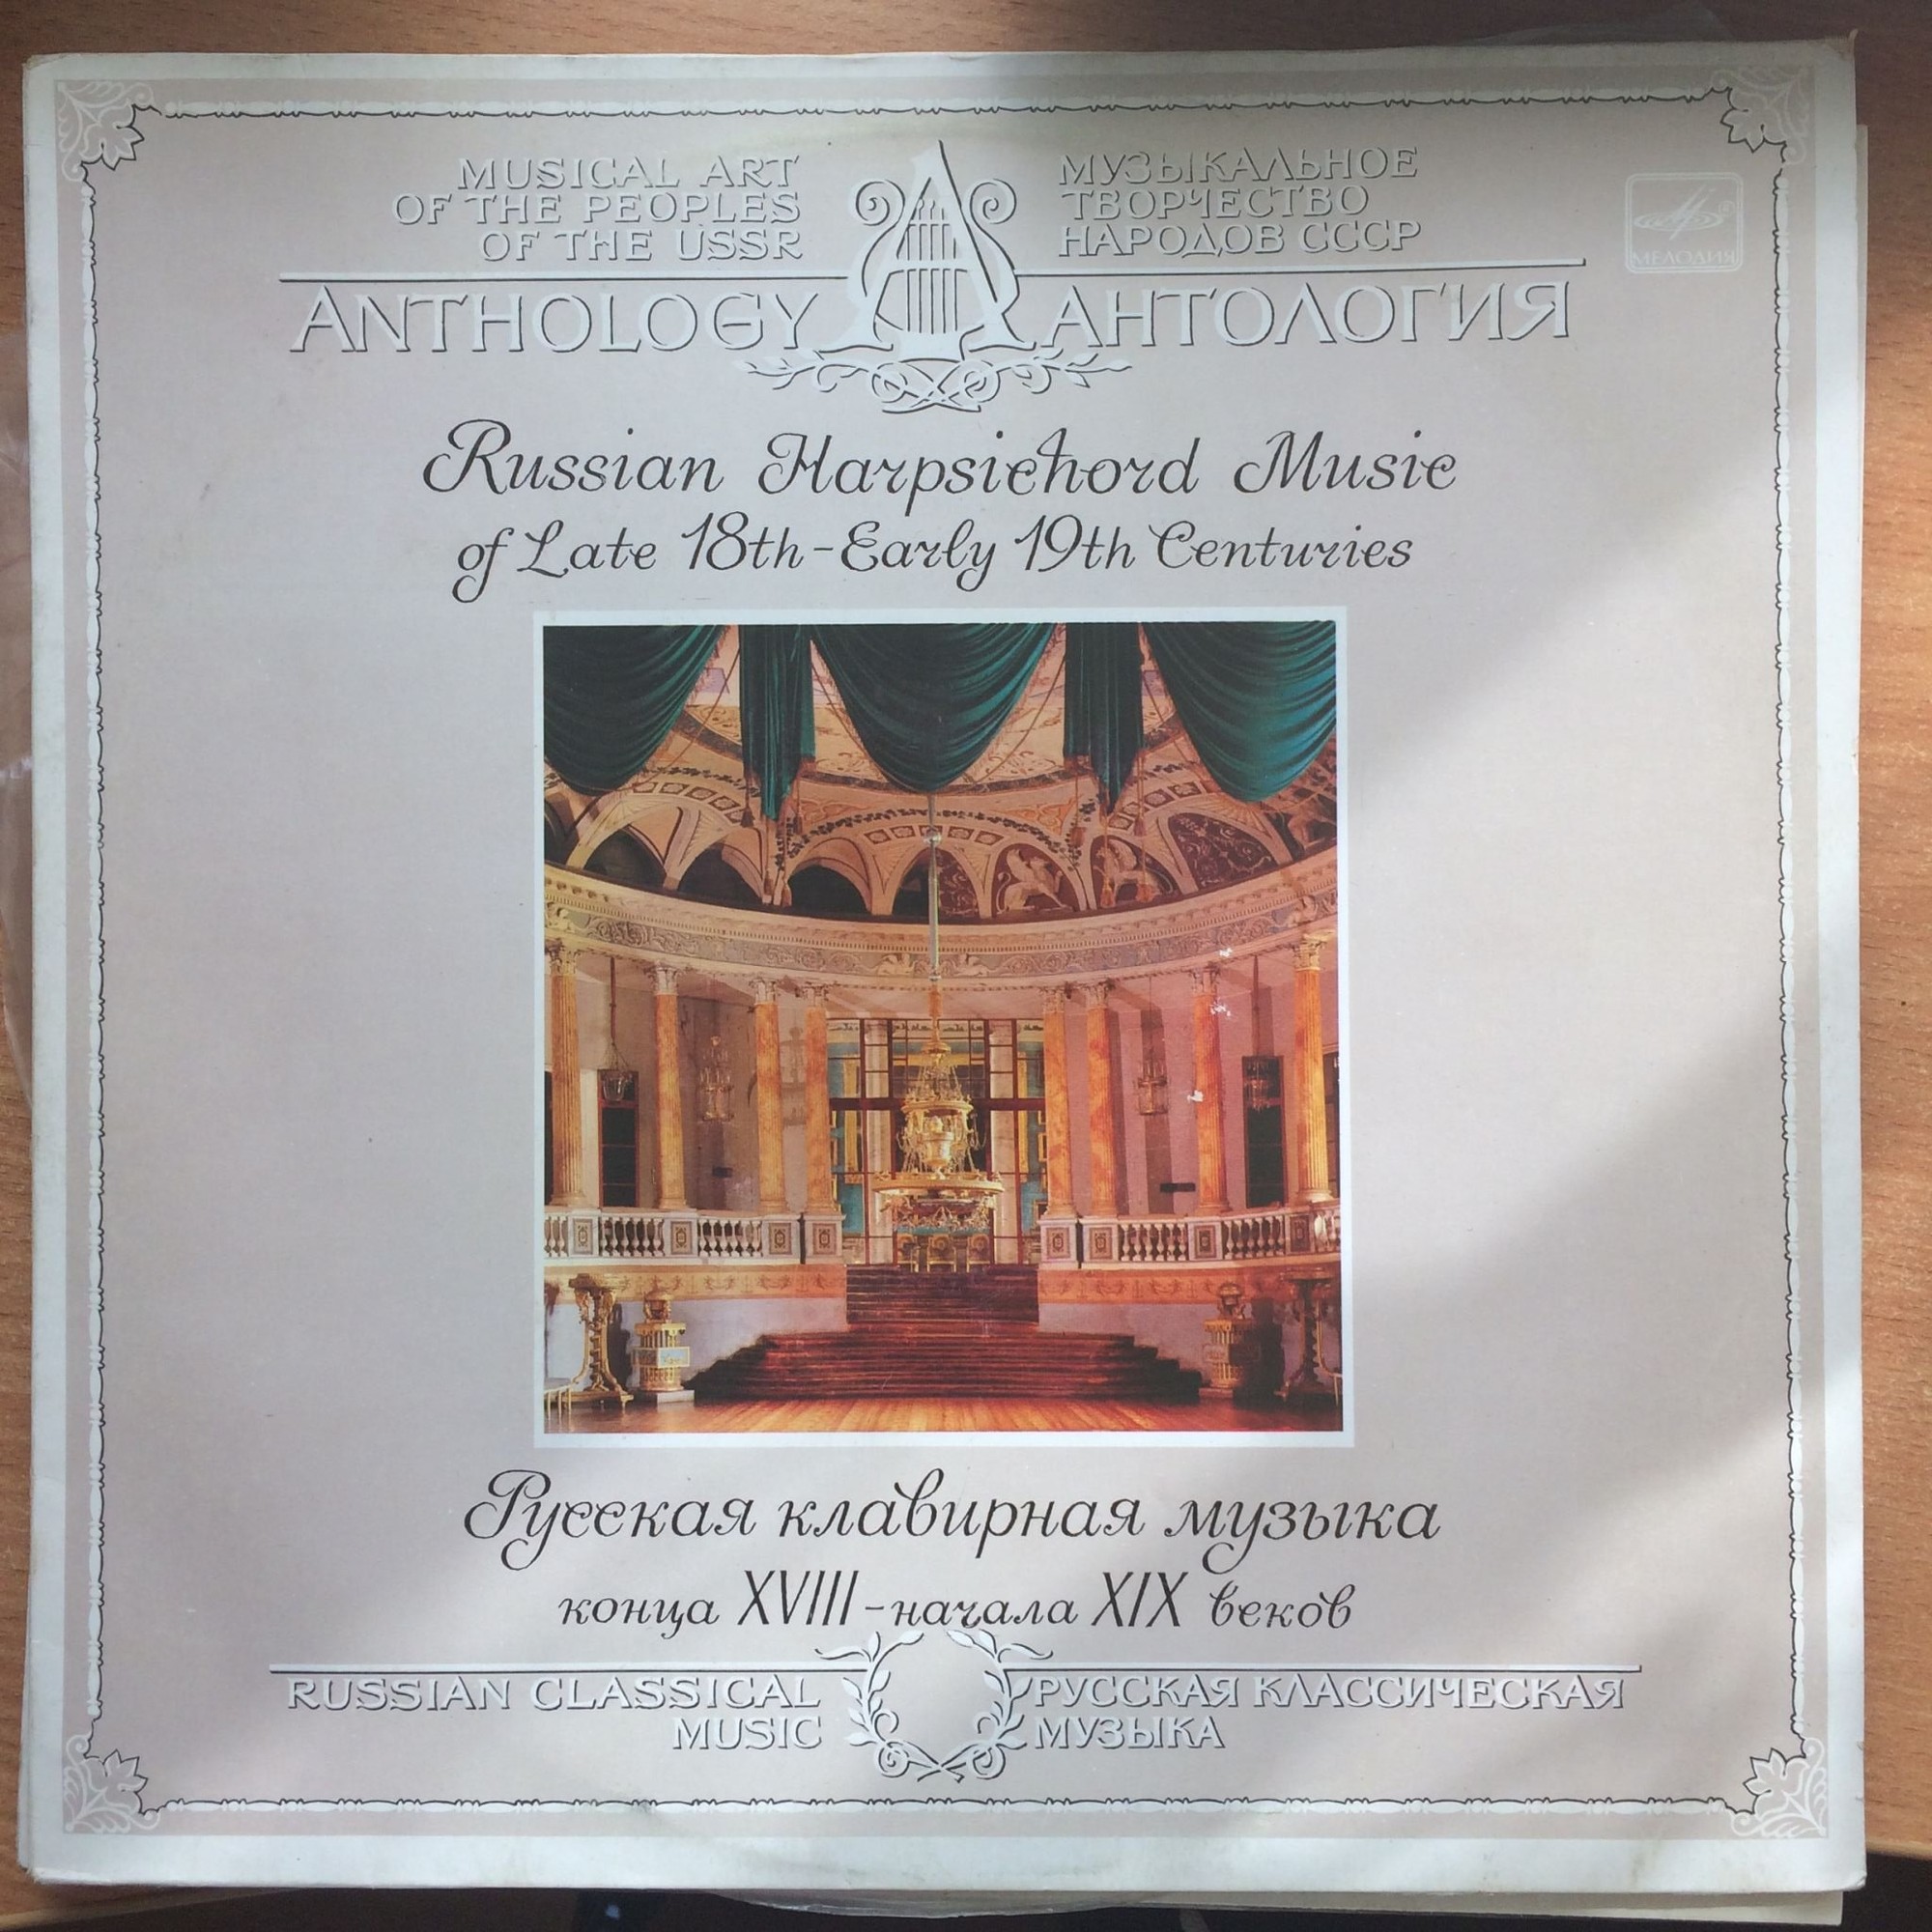 MUSICAL ART
OF THE PEOPLES
OF THE USSR
МУЗЫКАЛЬНОЕ
ТВОРЧЕСТВО
НАРОДОВ СССР
МЕЛОДИЯ
ANTHOLOGY
А
АНТОЛОГИЯ
Russian Harpsichord Music
of Late 18th-Early 19th Centuries
Русская клавирная музыка
конца XVIII-начала XIX веков
RUSSIAN CLASSICAL
MUSIC
РУССКАЯ КЛАССИЧЕСКАЯ
МУЗЫКА